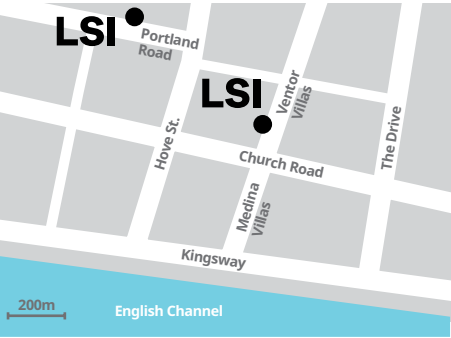 LSI
Portland
Road
LSI
Ventor
Villas
The Drive
Hove St.
Church Road
Medina
Villas
Kingsway
200m
English Channel